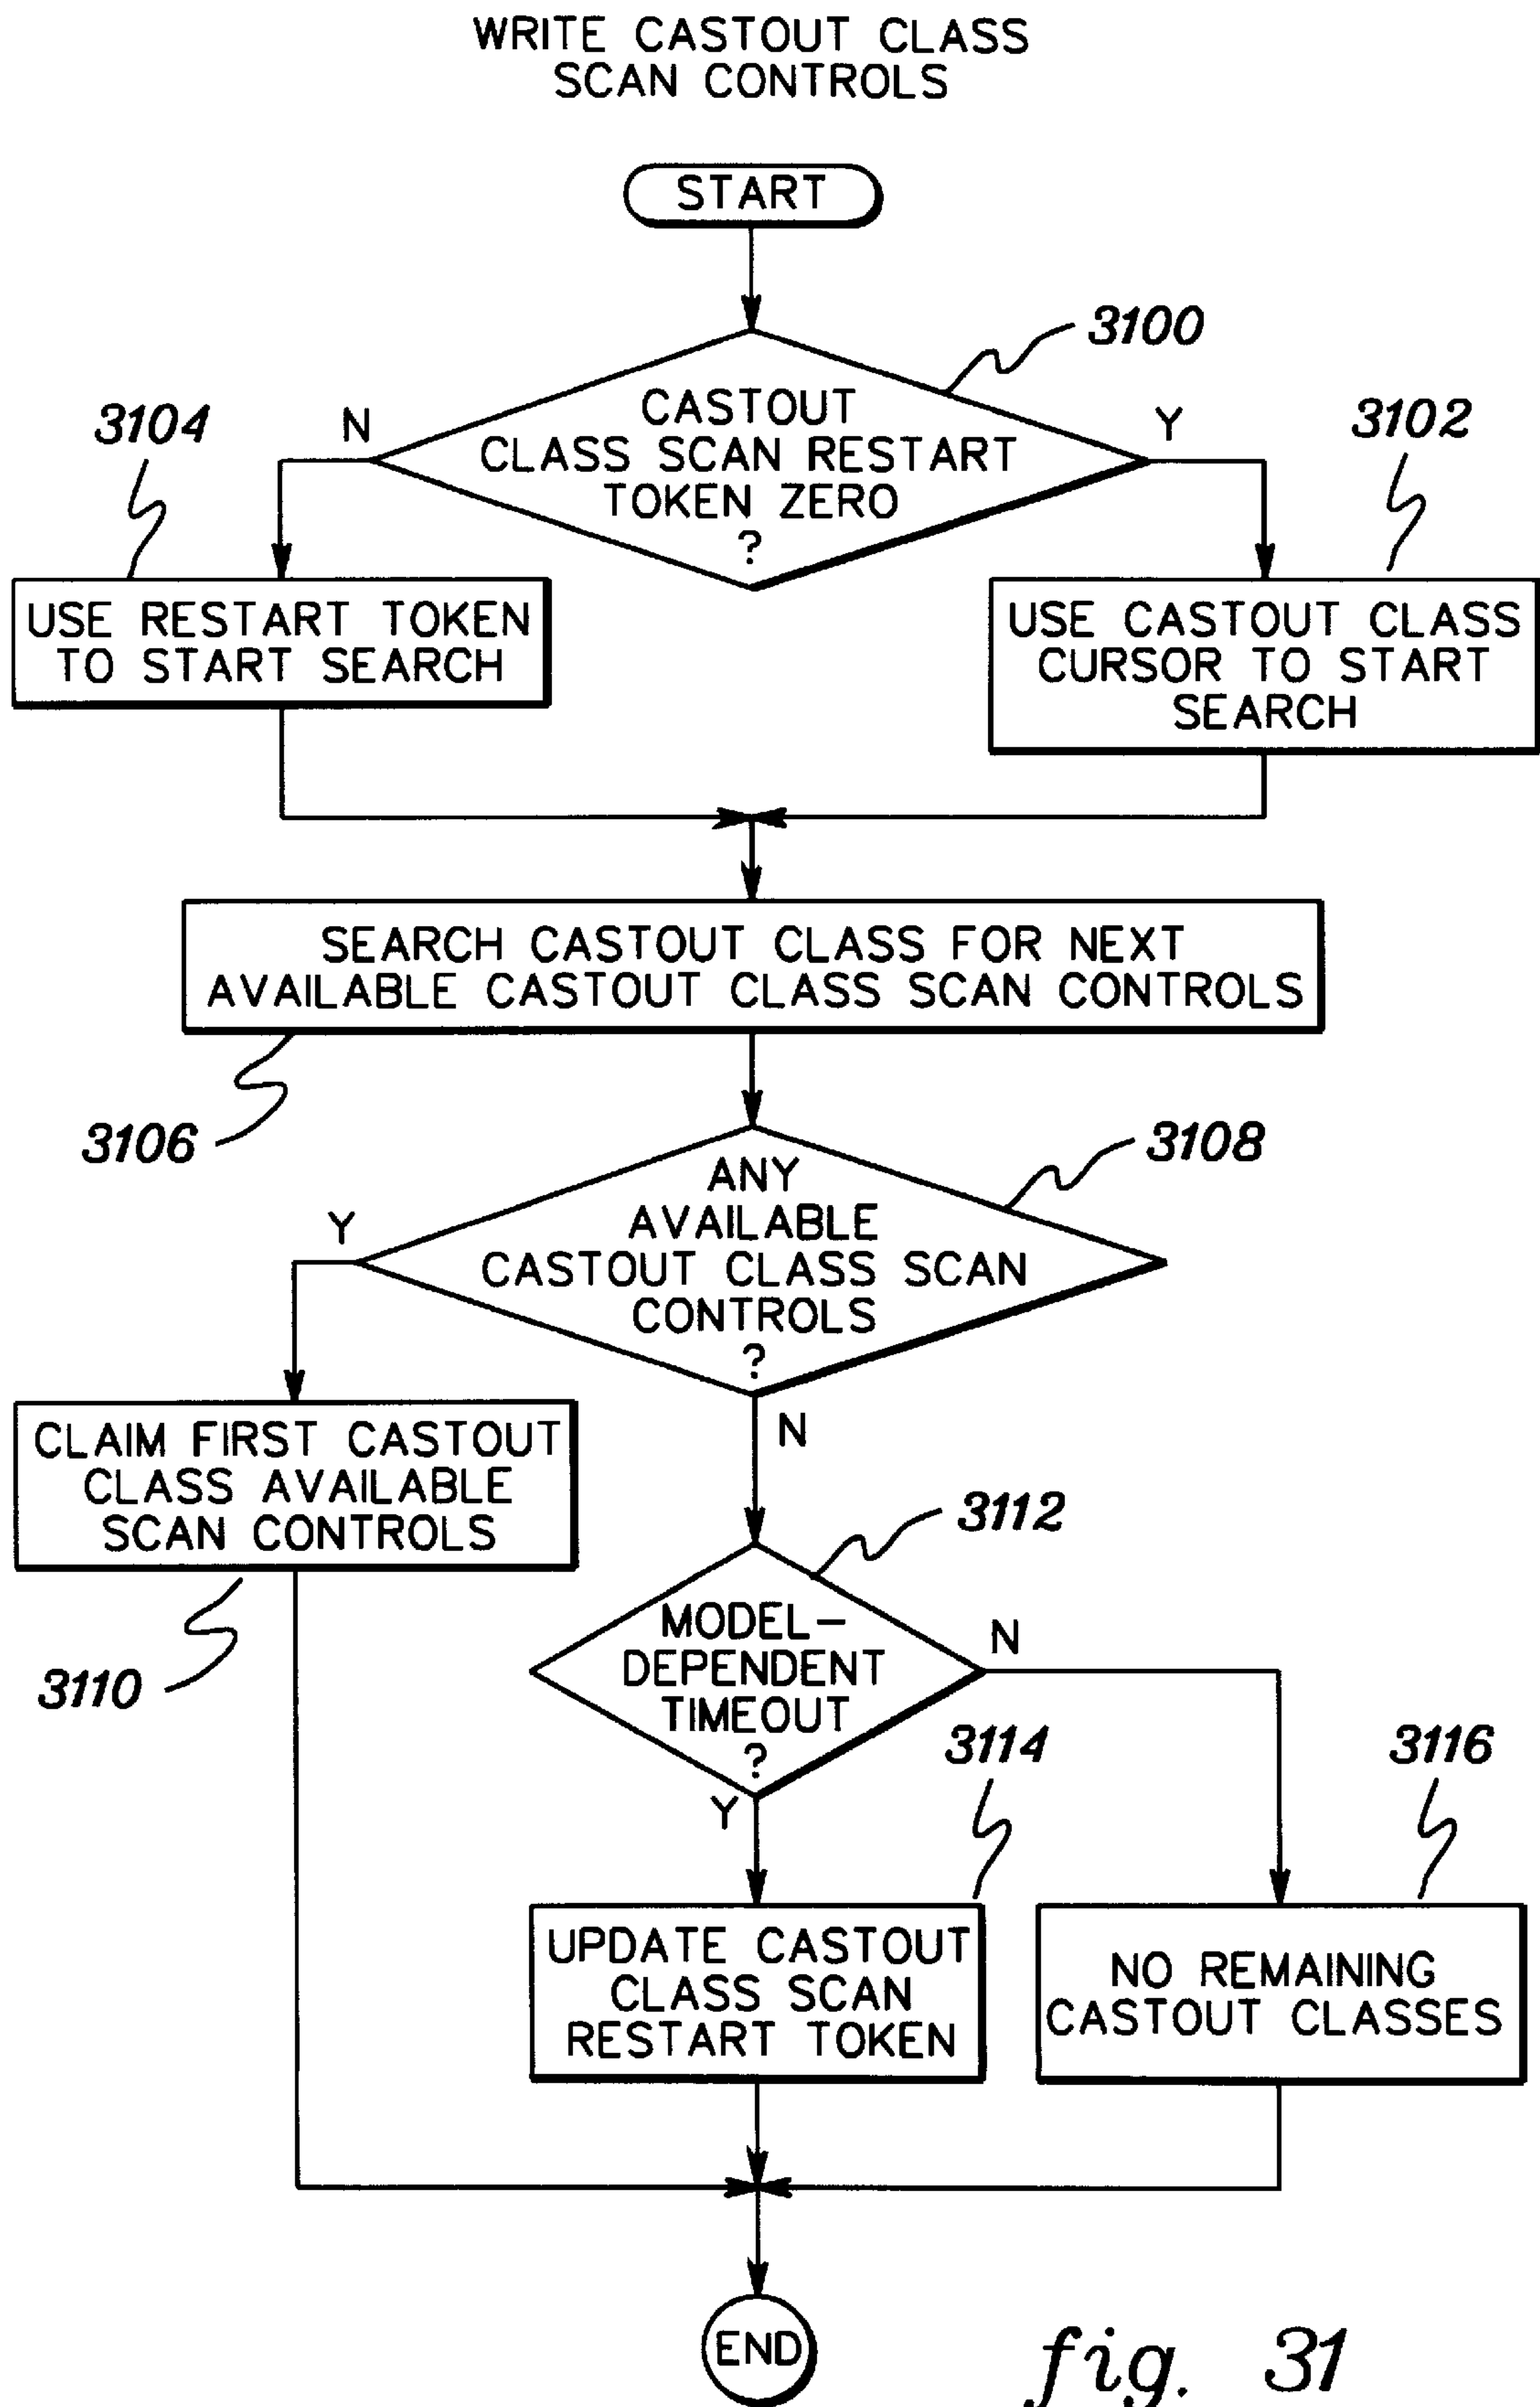 WRITE CASTOUT CLASS
SCAN CONTROLS
START
3100
CASTOUT
CLASS SCAN RESTART
TOKEN ZERO
?
N
Y
3104
3102
USE RESTART TOKEN
TO START SEARCH
USE CASTOUT CLASS
CURSOR TO START
SEARCH
SEARCH CASTOUT CLASS FOR NEXT
AVAILABLE CASTOUT CLASS SCAN CONTROLS
3106
3108
ANY
AVAILABLE
CASTOUT CLASS SCAN
CONTROLS
?
Y
N
CLAIM FIRST CASTOUT
CLASS AVAILABLE
SCAN CONTROLS
3110
3112
MODEL-
DEPENDENT
TIMEOUT
?
N
Y
3114
3116
UPDATE CASTOUT
CLASS SCAN
RESTART TOKEN
NO REMAINING
CASTOUT CLASSES
END
fig. 31